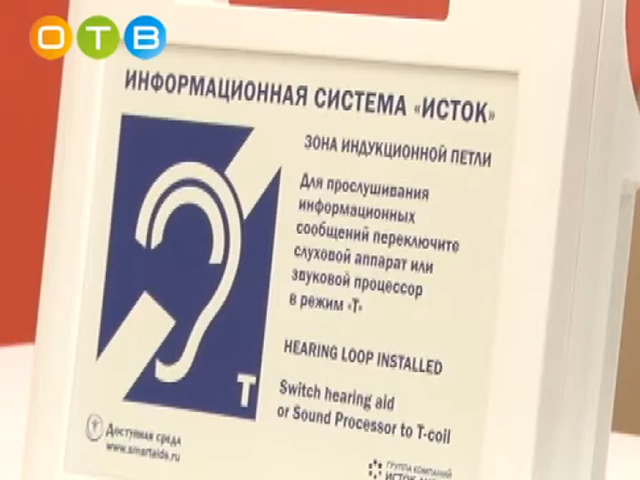 ОТВ
ИНФОРМАЦИОННАЯ СИСТЕМА «ИСТОК»
ЗОНА ИНДУКЦИОННОЙ ПЕТЛИ
Для прослушивания
информационных
сообщений переключите
слуховой аппарат или
звуковой процессор
в режим «Т»
HEARING LOOP INSTALLED
Switch hearing aid
or Sound Processor to T-coil
T
Доступная среда
www.smartaids.ru
ГРУППА КОМПАНИЙ
ИСТОК